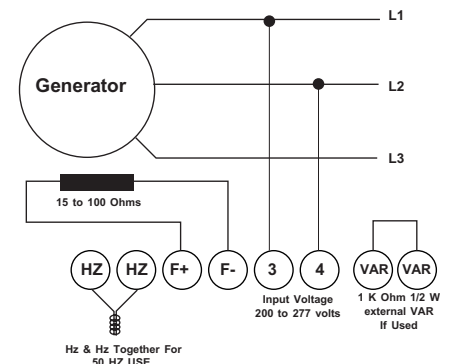 L1
Generator
L2
L3
15 to 100 Ohms
HZ HZ F+ F- 3 4 VAR VAR
Input Voltage
200 to 277 volts
1 K Ohm 1/2 W
external VAR
If Used
Hz & Hz Together For
50 HZ USE